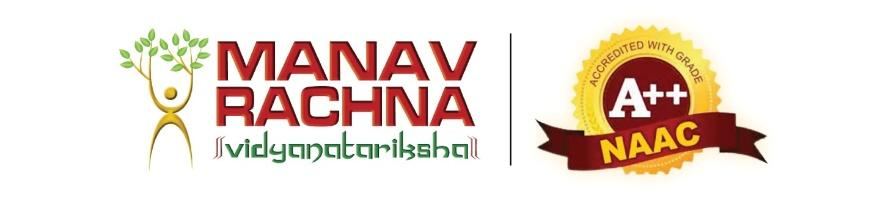 MANAV
RACHNA
vidyanatariksha
ACCREDITED WITH GRADE
A++
NAAC